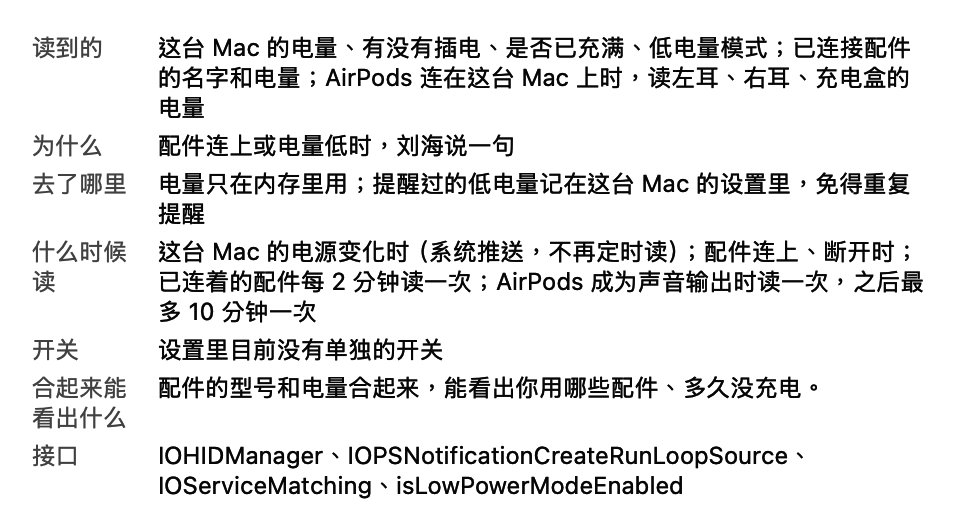 读到的
这台 Mac 的电量、有没有插电、是否已充满、低电量模式；已连接配件
的名字和电量；AirPods 连在这台 Mac 上时，读左耳、右耳、充电盒的
电量
为什么
配件连上或电量低时，刘海说一句
去了哪里
电量只在内存里用；提醒过的低电量记在这台 Mac 的设置里，免得重复
提醒
什么时候
读
这台 Mac 的电源变化时（系统推送，不再定时读）；配件连上、断开时；
已连着的配件每 2 分钟读一次；AirPods 成为声音输出时读一次，之后最
多 10 分钟一次
开关
设置里目前没有单独的开关
合起来能
看出什么
配件的型号和电量合起来，能看出你用哪些配件、多久没充电。
接口
IOHIDManager、IOPSNotificationCreateRunLoopSource、
IOServiceMatching、isLowPowerModeEnabled